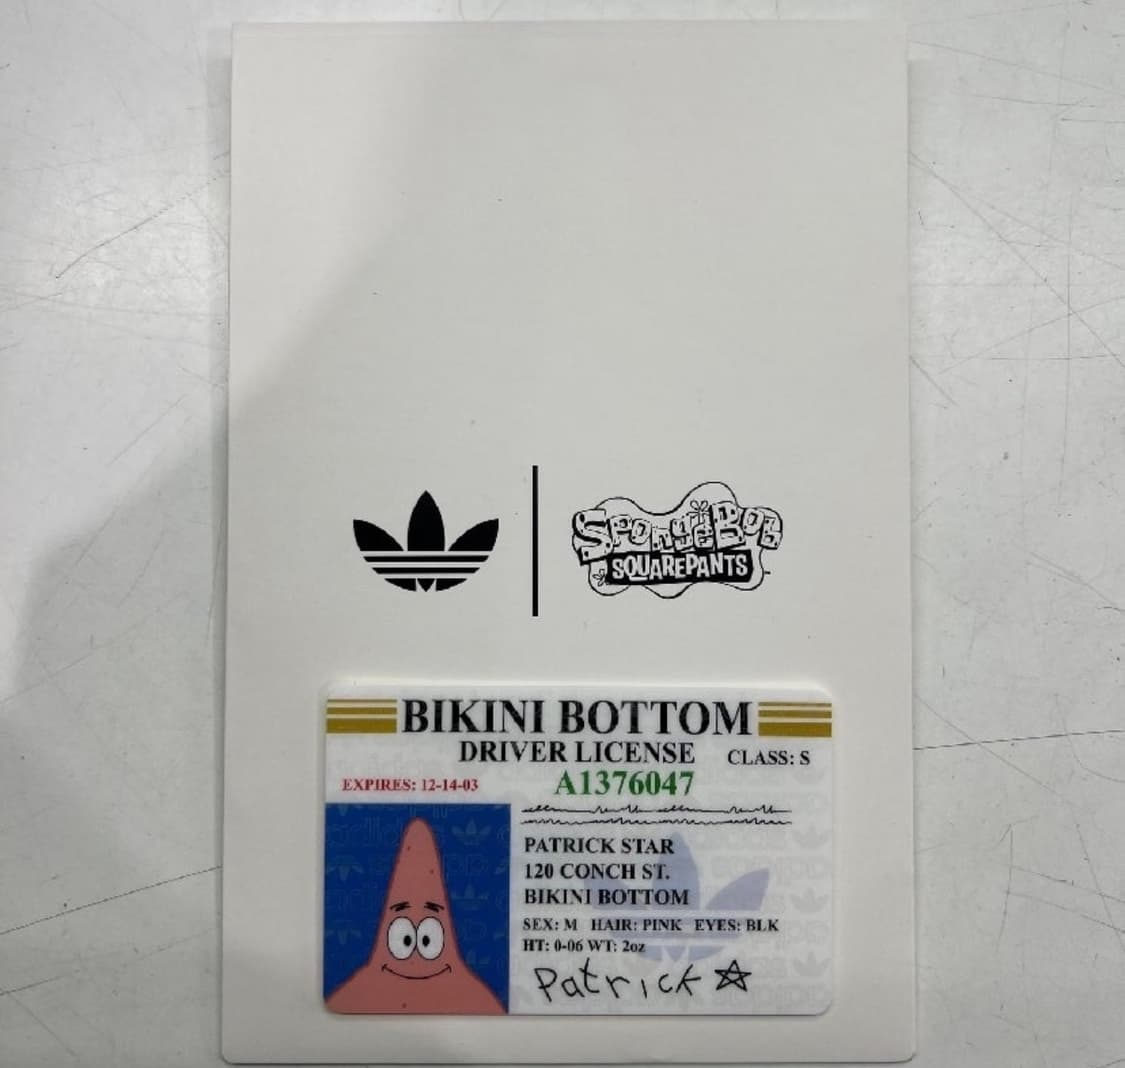 SPONGEBOB
SQUAREPANTS
BIKINI BOTTOM
DRIVER LICENSE
CLASS: S
EXPIRES: 12-14-03
A1376047
PATRICK STAR
120 CONCH ST.
BIKINI BOTTOM
SEX: M HAIR: PINK EYES: BLK
HT: 0-06 WT: 2oz
Patrick